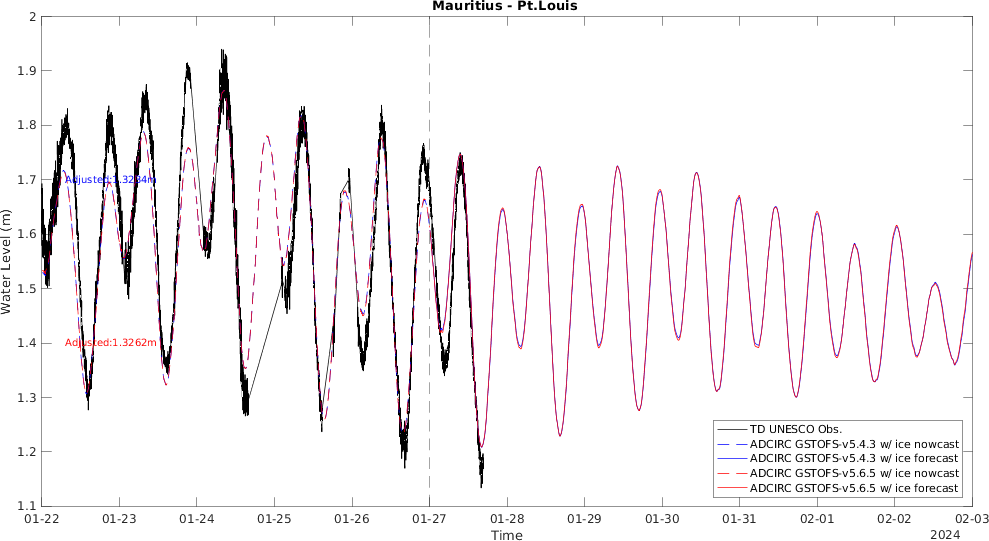 Mauritius - Pt.Louis
2
1.9
1.8
1.7
1.6
1.5
1.4
1.3
1.2
1.1
Water Level (m)
Adjusted:1.3284m
Adjusted:1.3262m
TD UNESCO Obs.
ADCIRC GSTOFS-v5.4.3 w/ ice nowcast
ADCIRC GSTOFS-v5.4.3 w/ ice forecast
ADCIRC GSTOFS-v5.6.5 w/ ice nowcast
ADCIRC GSTOFS-v5.6.5 w/ ice forecast
01-22 01-23 01-24 01-25 01-26 01-27 01-28 01-29 01-30 01-31 02-01 02-02 02-03
Time
2024